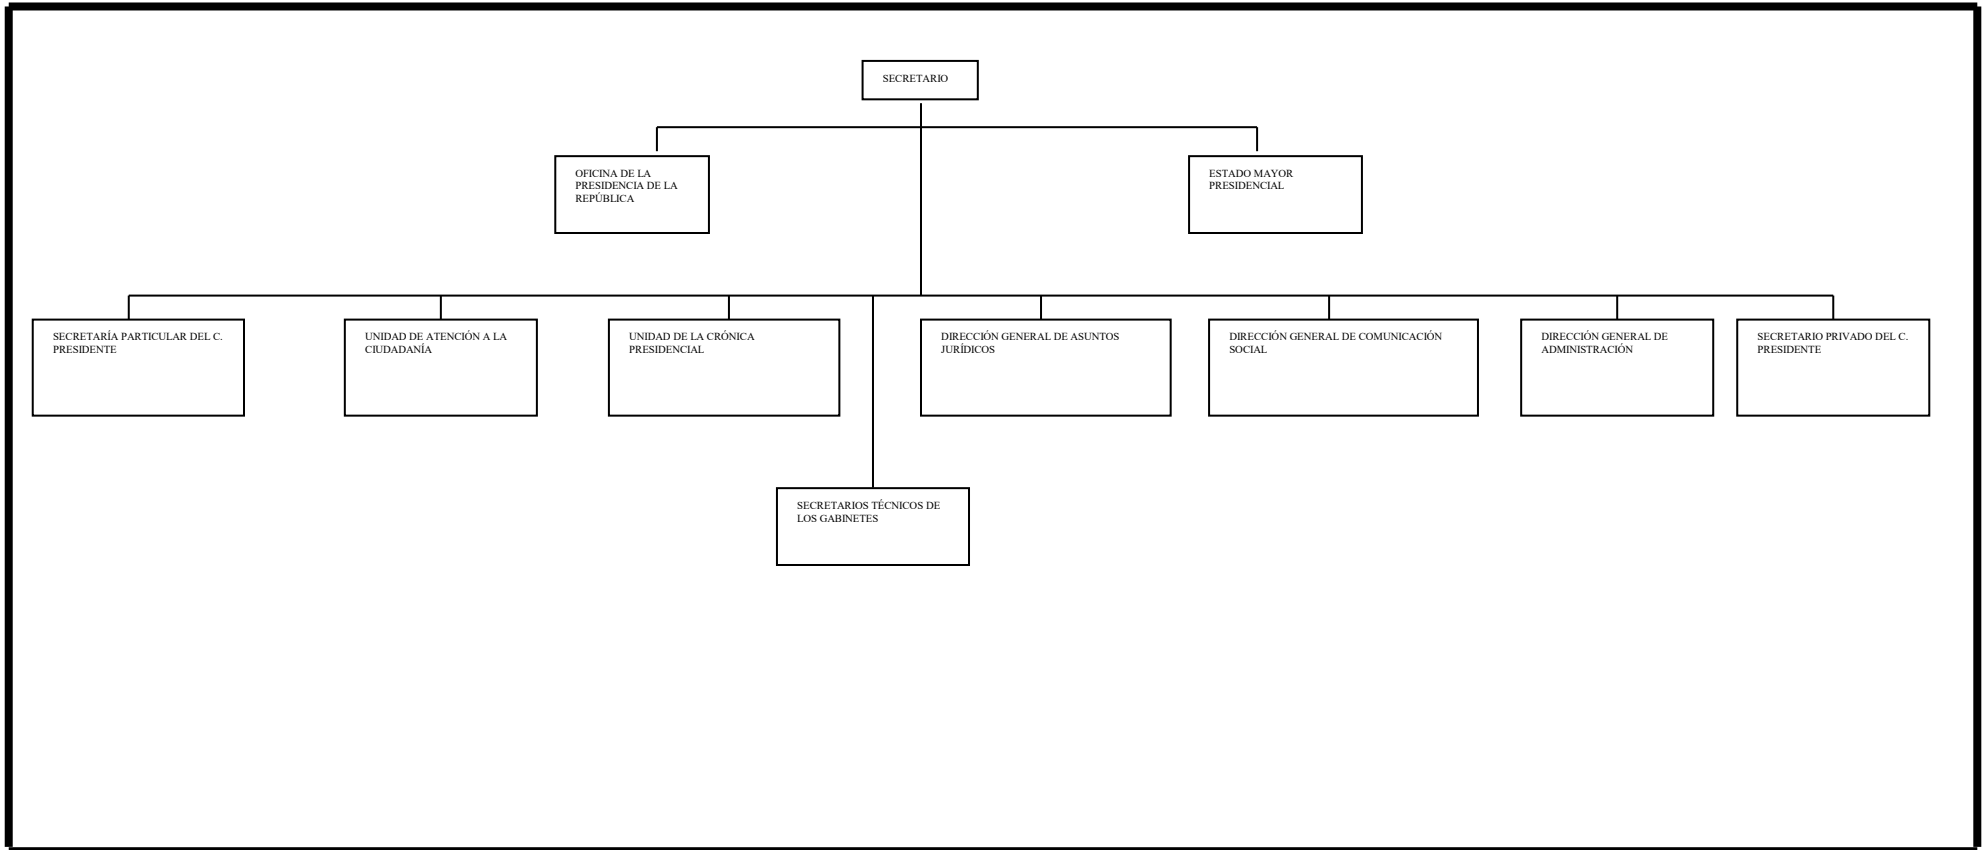 SECRETARIO
OFICINA DE LA
PRESIDENCIA DE LA
REPÚBLICA
ESTADO MAYOR
PRESIDENCIAL
SECRETARÍA PARTICULAR DEL C.
PRESIDENTE
UNIDAD DE ATENCIÓN A LA
CIUDADANÍA
UNIDAD DE LA CRÓNICA
PRESIDENCIAL
DIRECCIÓN GENERAL DE ASUNTOS
JURÍDICOS
DIRECCIÓN GENERAL DE COMUNICACIÓN
SOCIAL
DIRECCIÓN GENERAL DE
ADMINISTRACIÓN
SECRETARIO PRIVADO DEL C.
PRESIDENTE
SECRETARIOS TÉCNICOS DE
LOS GABINETES